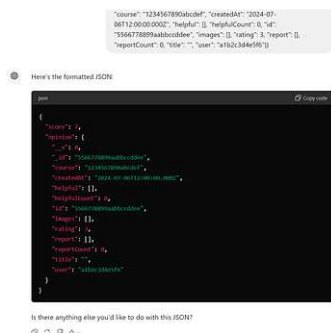 "course": "1234567890abcdef", "createdAt": "2024-07-
06T12:00:00.000Z", "helpful": [], "helpfulCount": 0, "id":
"5566778899aabbccddee", "images": [], "rating": 3, "report": [],
"reportCount": 0, "title": "", "user": "a1b2c3d4e5f6"}}
Here's the formatted JSON:
json
Copy code
{
"score": 7,
"opinion": {
"__v": 0,
"_id": "5566778899aabbccddee",
"course": "1234567890abcdef",
"createdAt": "2024-07-06T12:00:00.000Z",
"helpful": [],
"helpfulCount": 0,
"id": "5566778899aabbccddee",
"images": [],
"rating": 3,
"report": [],
"reportCount": 0,
"title": "",
"user": "a1b2c3d4e5f6"
}
}
Is there anything else you'd like to do with this JSON?